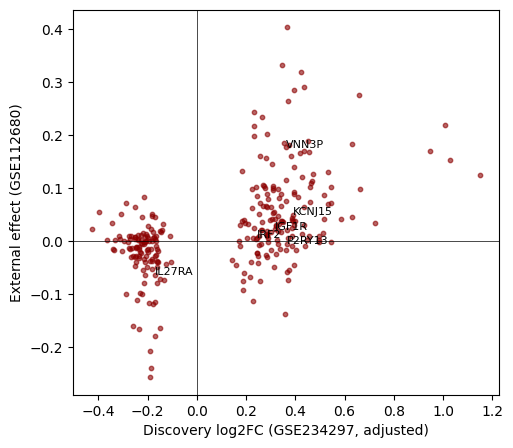 0.4
0.3
0.2
0.1
0.0
−0.1
−0.2
External effect (GSE112680)
VNN3P
KCNJ15
IGF1R
IRF2
P2RY13
IL27RA
−0.4 −0.2 0.0 0.2 0.4 0.6 0.8 1.0 1.2
Discovery log2FC (GSE234297, adjusted)